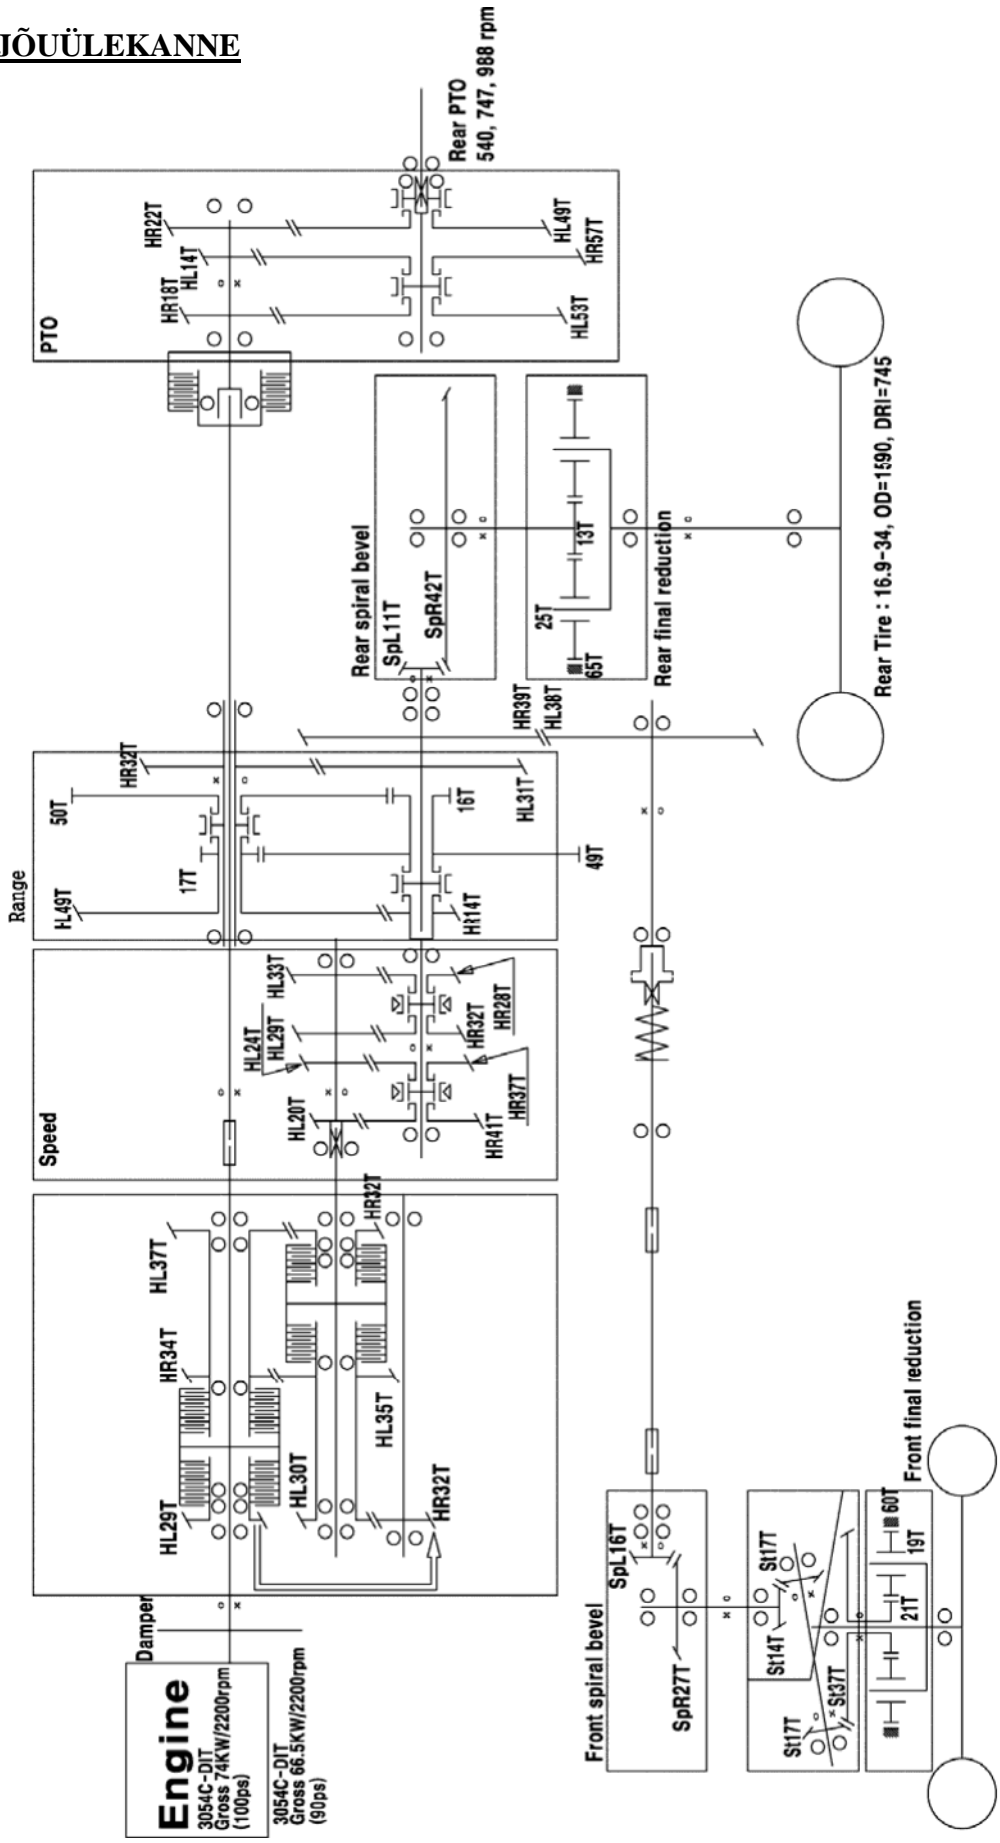 JÕUÜLEKANNE
Rear PTO
540, 747, 988 rpm
PTO
HR22T
HL14T
HR18T
HL49T
HR57T
HL53T
Rear spiral bevel
SpL11T
SpR42T
25T
13T
65T
Rear final reduction
Rear Tire : 16.9-34, OD=1590, DRI=745
HR39T
HL38T
Range
HR32T
50T
17T
HL49T
16T
HL31T
49T
HR14T
Speed
HL33T
HL24T
HL29T
HL20T
HR28T
HR32T
HR37T
HR41T
HL37T
HR34T
HL29T
HR32T
HL35T
HL30T
HR32T
Damper
Engine
3054C-DIT
Gross 74KW/2200rpm
(100ps)
3054C-DIT
Gross 66.5KW/2200rpm
(90ps)
Front spiral bevel
SpL16T
SpR27T
St17T
St14T
St37T
St17T
Front final reduction
60T
19T
21T